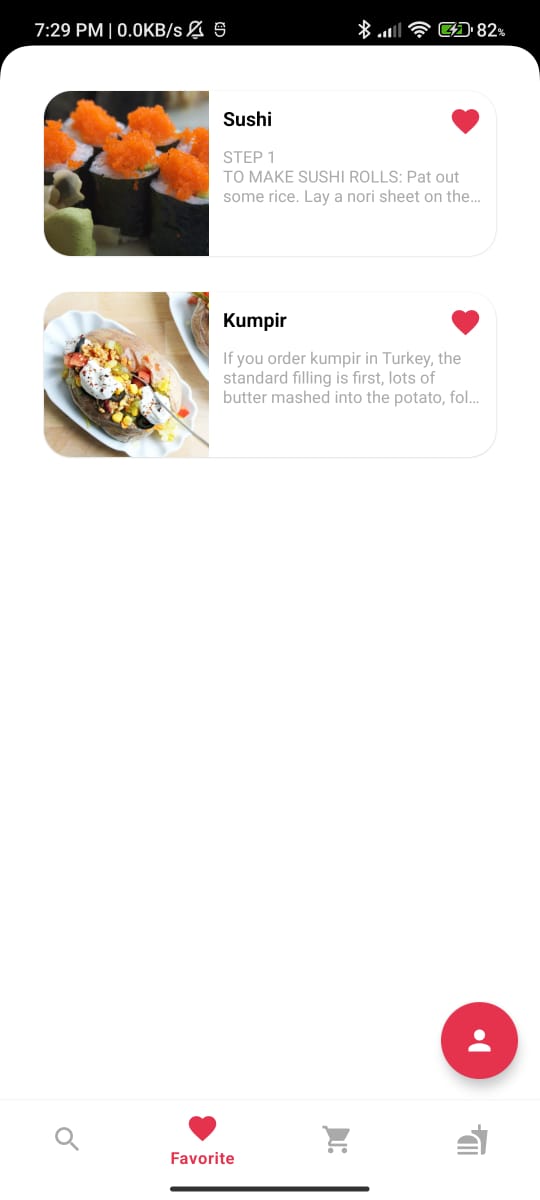 7:29 PM | 0.0KB/s 82%
Sushi
STEP 1
TO MAKE SUSHI ROLLS: Pat out
some rice. Lay a nori sheet on the…
Kumpir
If you order kumpir in Turkey, the
standard filling is first, lots of
butter mashed into the potato, fol…
Favorite